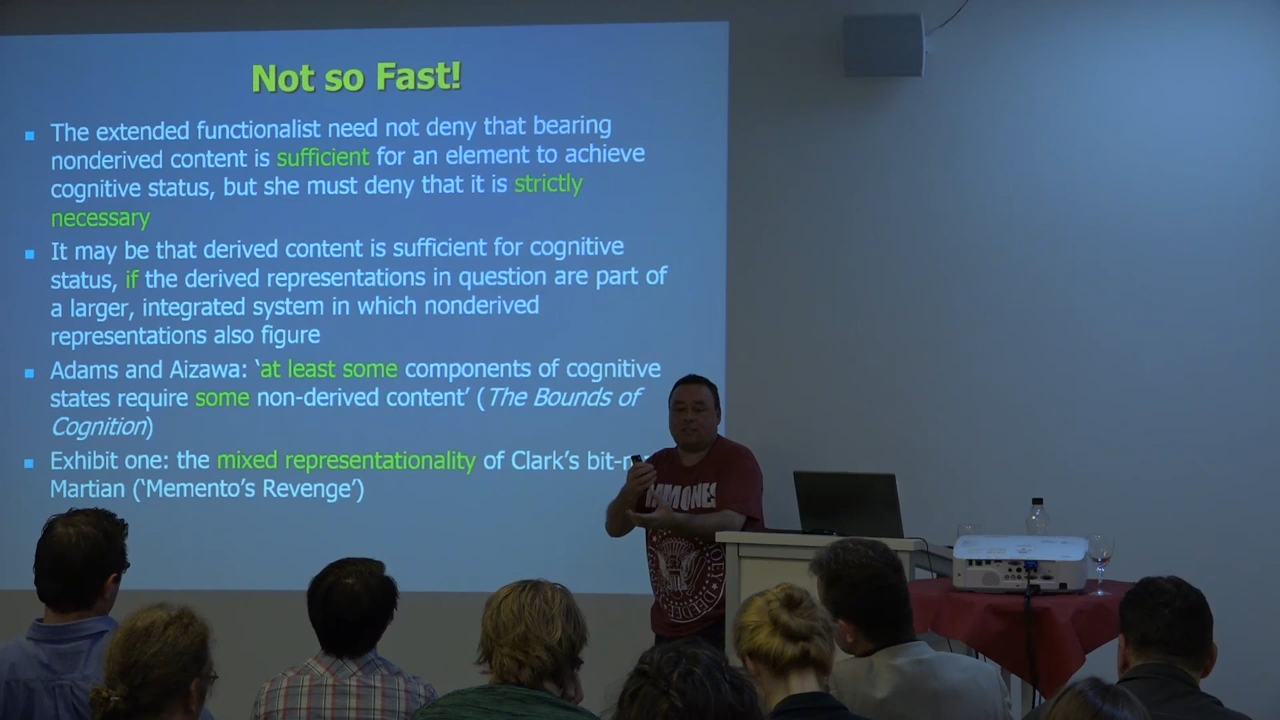 Not so Fast!
The extended functionalist need not deny that bearing
nonderived content is sufficient for an element to achieve
cognitive status, but she must deny that it is strictly
necessary
It may be that derived content is sufficient for cognitive
status, if the derived representations in question are part of
a larger, integrated system in which nonderived
representations also figure
Adams and Aizawa: ‘at least some components of cognitive
states require some non-derived content’ (The Bounds of
Cognition)
Exhibit one: the mixed representationality of Clark’s
Martian (‘Memento’s Revenge’)